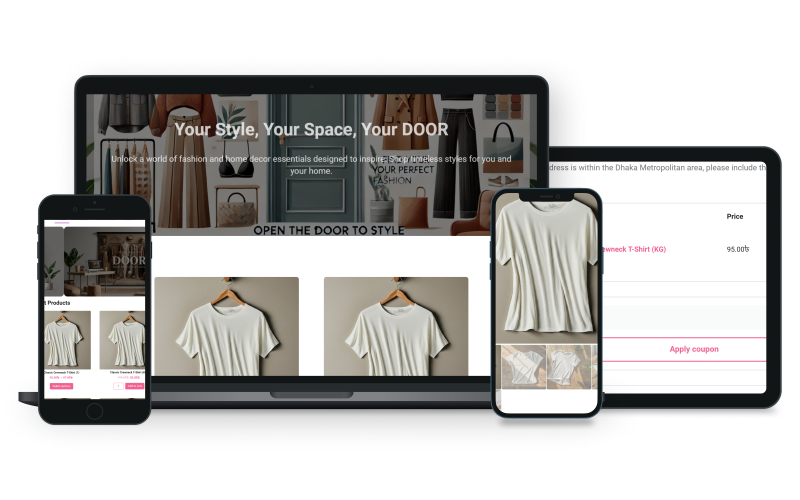 Your Style, Your Space, Your DOOR
Unlock a world of fashion and home decor essentials designed to inspire. Shop timeless styles for you and
your home.
YOUR PERFECT
FASHION
OPEN THE DOOR TO STYLE
DOOR
t Products
Classic Crewneck T-Shirt
Classic Crewneck T-Shirt
dress is within the Dhaka Metropolitan area, please include th
Price
wneck T-Shirt (KG)
95.00৳
Apply coupon